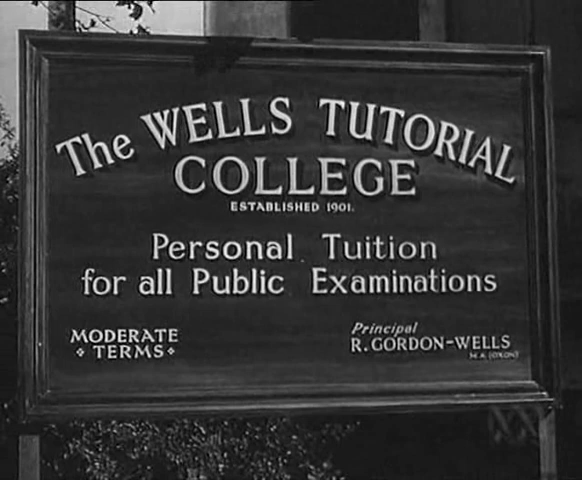 The WELLS TUTORIAL
COLLEGE
ESTABLISHED 1901.
Personal Tuition
for all Public Examinations
MODERATE
TERMS
Principal
R. GORDON-WELLS
M.A. (OXON)